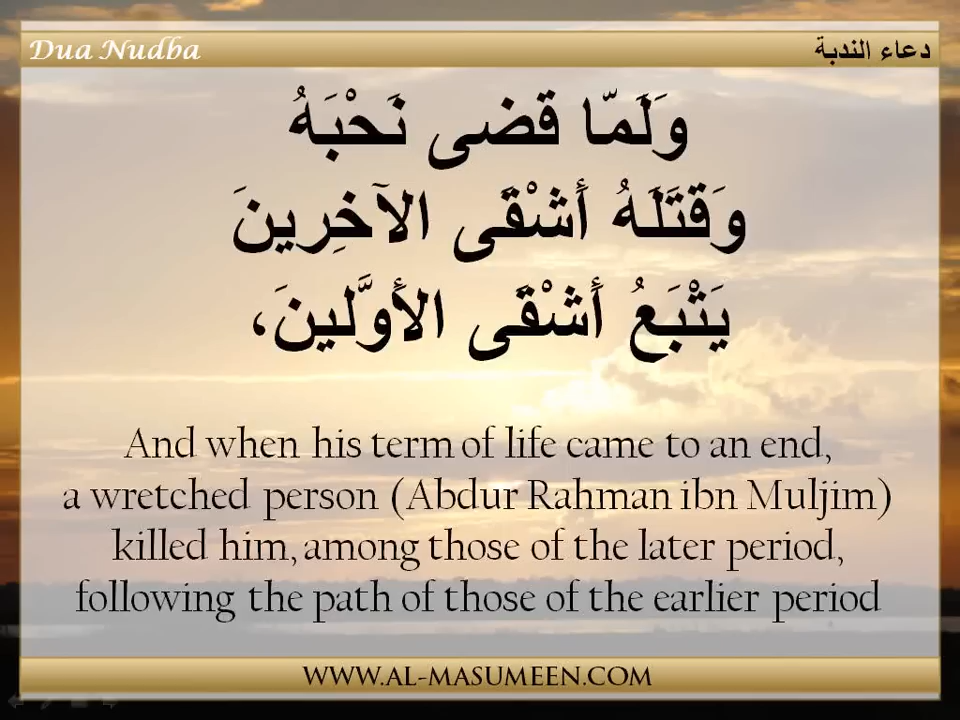 Dua Nudba
دعاء الندبة
وَلَمّا قضى نَحْبَهُ
وَقتَلَهُ أَشْقَى الآخِرينَ
يَتْبَعُ أَشْقَى الأَوَّلينَ،
And when his term of life came to an end,
a wretched person (Abdur Rahman ibn Muljim)
killed him, among those of the later period,
following the path of those of the earlier period
WWW.AL-MASUMEEN.COM